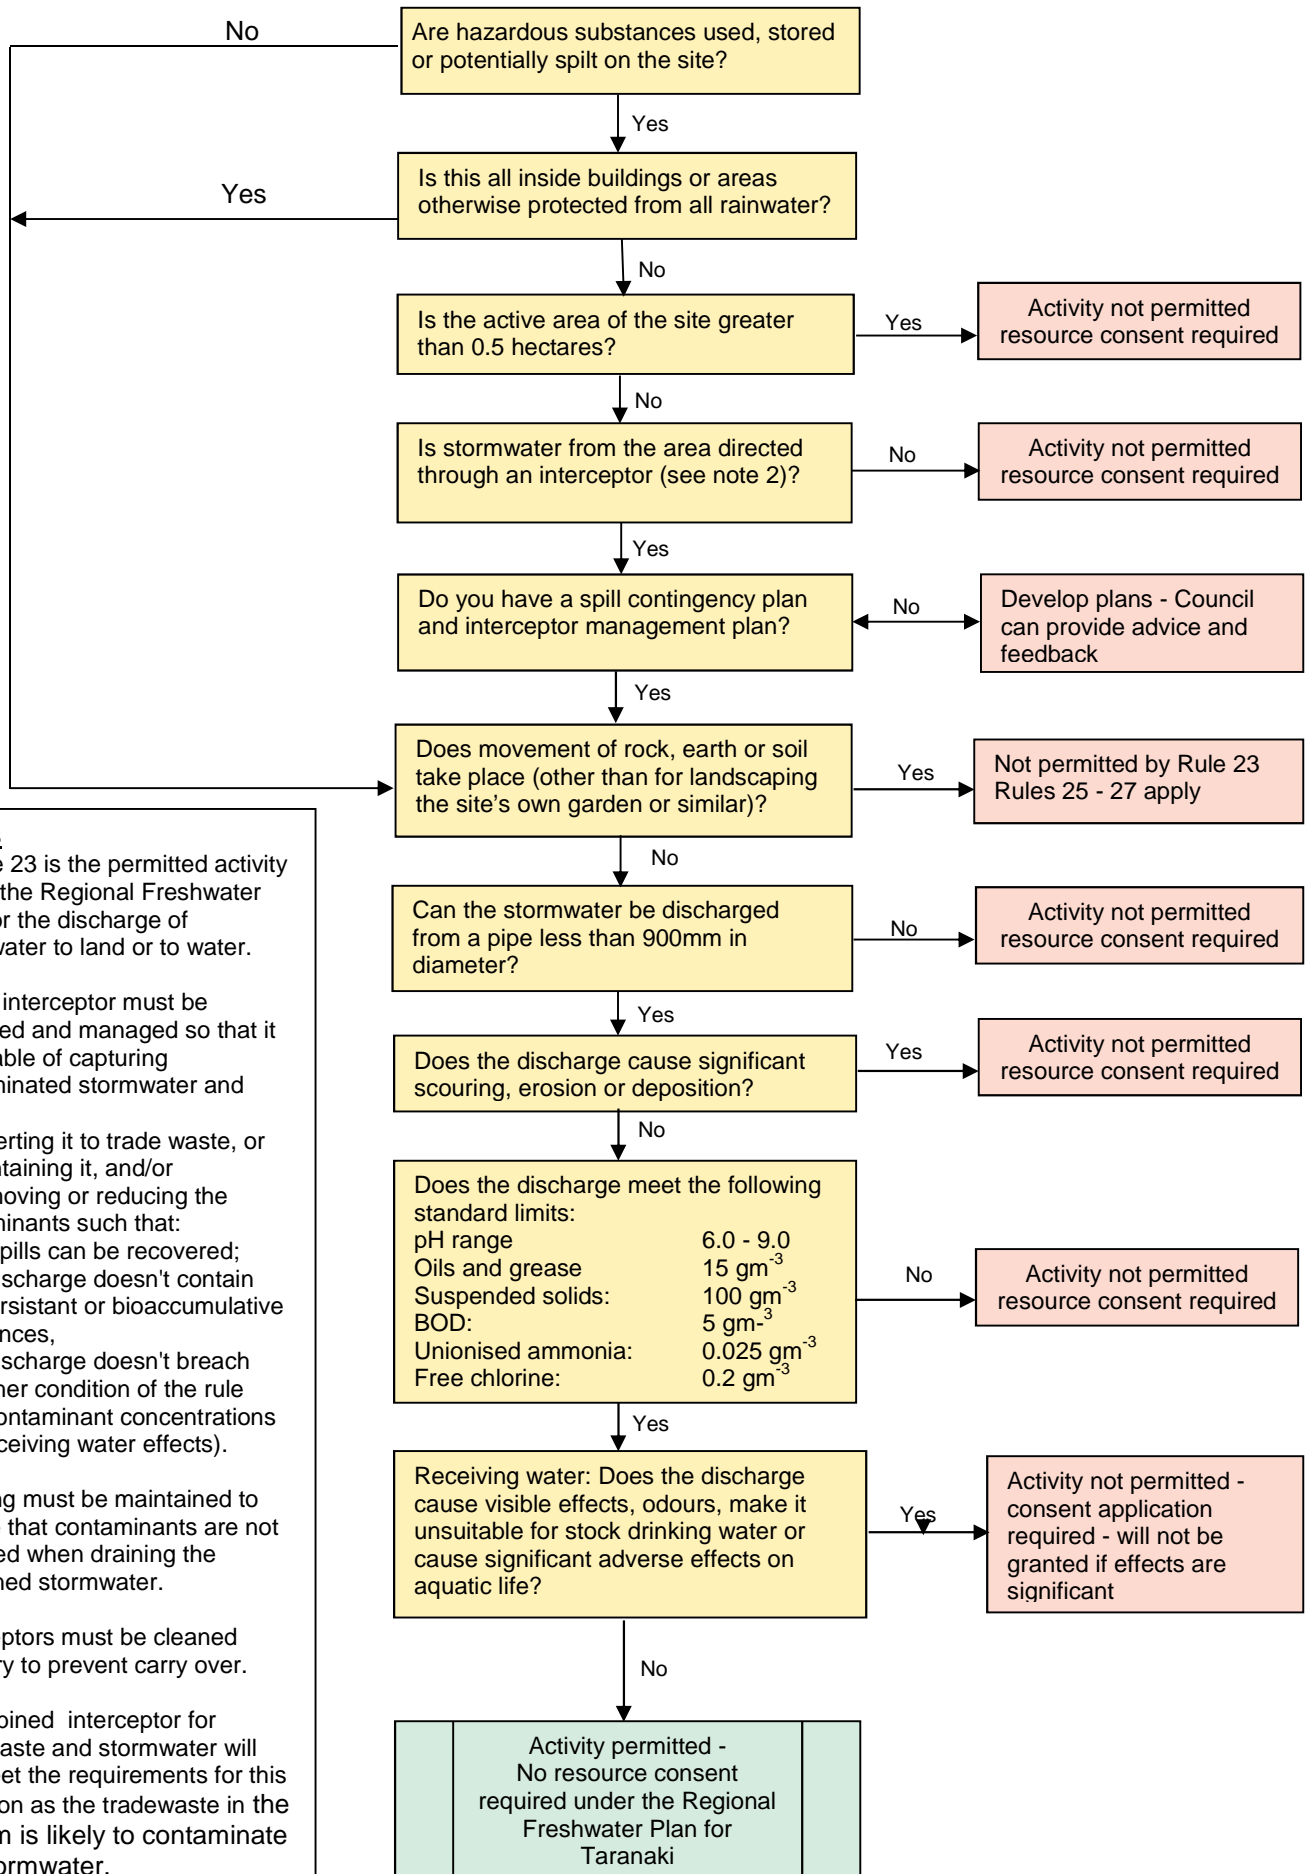 No
Are hazardous substances used, stored
or potentially spilt on the site?
Yes
Yes
Is this all inside buildings or areas
otherwise protected from all rainwater?
No
Is the active area of the site greater
than 0.5 hectares?
Yes
Activity not permitted
resource consent required
No
Is stormwater from the area directed
through an interceptor (see note 2)?
No
Activity not permitted
resource consent required
Yes
Do you have a spill contingency plan
and interceptor management plan?
No
Develop plans - Council
can provide advice and
feedback
Yes
Does movement of rock, earth or soil
take place (other than for landscaping
the site's own garden or similar)?
Yes
Not permitted by Rule 23
Rules 25 - 27 apply
No
Can the stormwater be discharged
from a pipe less than 900mm in
diameter?
No
Activity not permitted
resource consent required
Yes
Does the discharge cause significant
scouring, erosion or deposition?
Yes
Activity not permitted
resource consent required
No
Does the discharge meet the following
standard limits:
pH range 6.0 - 9.0
Oils and grease 15 gm-3
Suspended solids: 100 gm-3
BOD: 5 gm-3
Unionised ammonia: 0.025 gm-3
Free chlorine: 0.2 gm-3
No
Activity not permitted
resource consent required
Yes
Receiving water: Does the discharge
cause visible effects, odours, make it
unsuitable for stock drinking water or
cause significant adverse effects on
aquatic life?
Yes
Activity not permitted -
consent application
required - will not be
granted if effects are
significant
No
Activity permitted -
No resource consent
required under the Regional
Freshwater Plan for
Taranaki
23 is the permitted activity
the Regional Freshwater
or the discharge of
water to land or to water.
interceptor must be
ed and managed so that it
able of capturing
minated stormwater and
erting it to trade waste, or
ntaining it, and/or
moving or reducing the
minants such that:
pills can be recovered;
scharge doesn't contain
rsistant or bioaccumulative
nces,
scharge doesn't breach
her condition of the rule
ontaminant concentrations
ceiving water effects).
ng must be maintained to
that contaminants are not
ed when draining the
ned stormwater.
eptors must be cleaned
ry to prevent carry over.
bined interceptor for
aste and stormwater will
et the requirements for this
on as the tradewaste in the
m is likely to contaminate
ormwater.